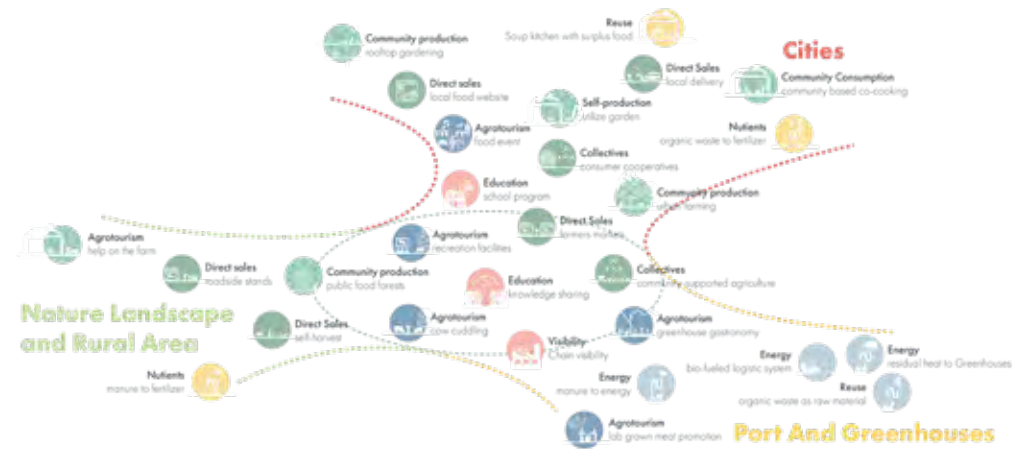 Community production
rooftop gardening
Reuse
Soup kitchen with surplus food
Cities
Direct sales
local food website
Direct Sales
local delivery
Community Consumption
community based co-cooking
Self-production
utilize garden
Agrotourism
food event
Nutients
organic waste to fertilizer
Collectives
consumer cooperatives
Education
school program
Community production
urban farming
Direct Sales
farmers markets
Agrotourism
help on the farm
Agrotourism
recreation facilities
Direct sales
roadside stands
Community production
public food forests
Education
knowledge sharing
Collectives
community supported agriculture
Nature Landscape
and Rural Area
Direct Sales
self-harvest
Agrotourism
cow cuddling
Agrotourism
greenhouse gastronomy
Visibility
Chain visibility
Energy
bio-fueled logistic system
Energy
residual heat to Greenhouses
Nutients
manure to fertilizer
Energy
manure to energy
Reuse
organic waste as raw material
Agrotourism
lab grown meat promotion
Port And Greenhouses